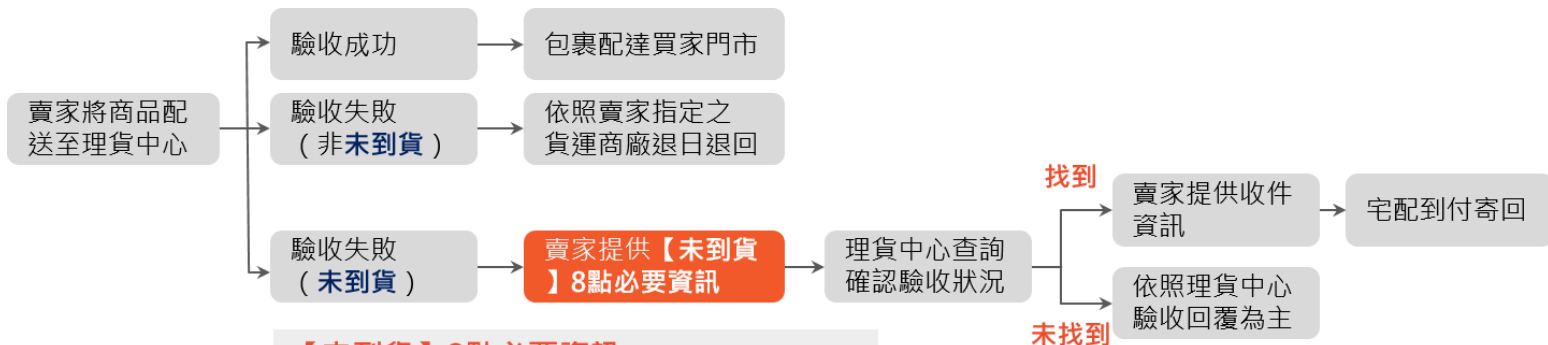 驗收成功
包裹配達買家門市
賣家將商品配
送至理貨中心
驗收失敗
（非未到貨）
依照賣家指定之
貨運商廠退日退回
找到
賣家提供收件
資訊
宅配到付寄回
驗收失敗
（未到貨）
賣家提供【未到貨
】8點必要資訊
理貨中心查詢
確認驗收狀況
依照理貨中心
驗收回覆為主
未找到